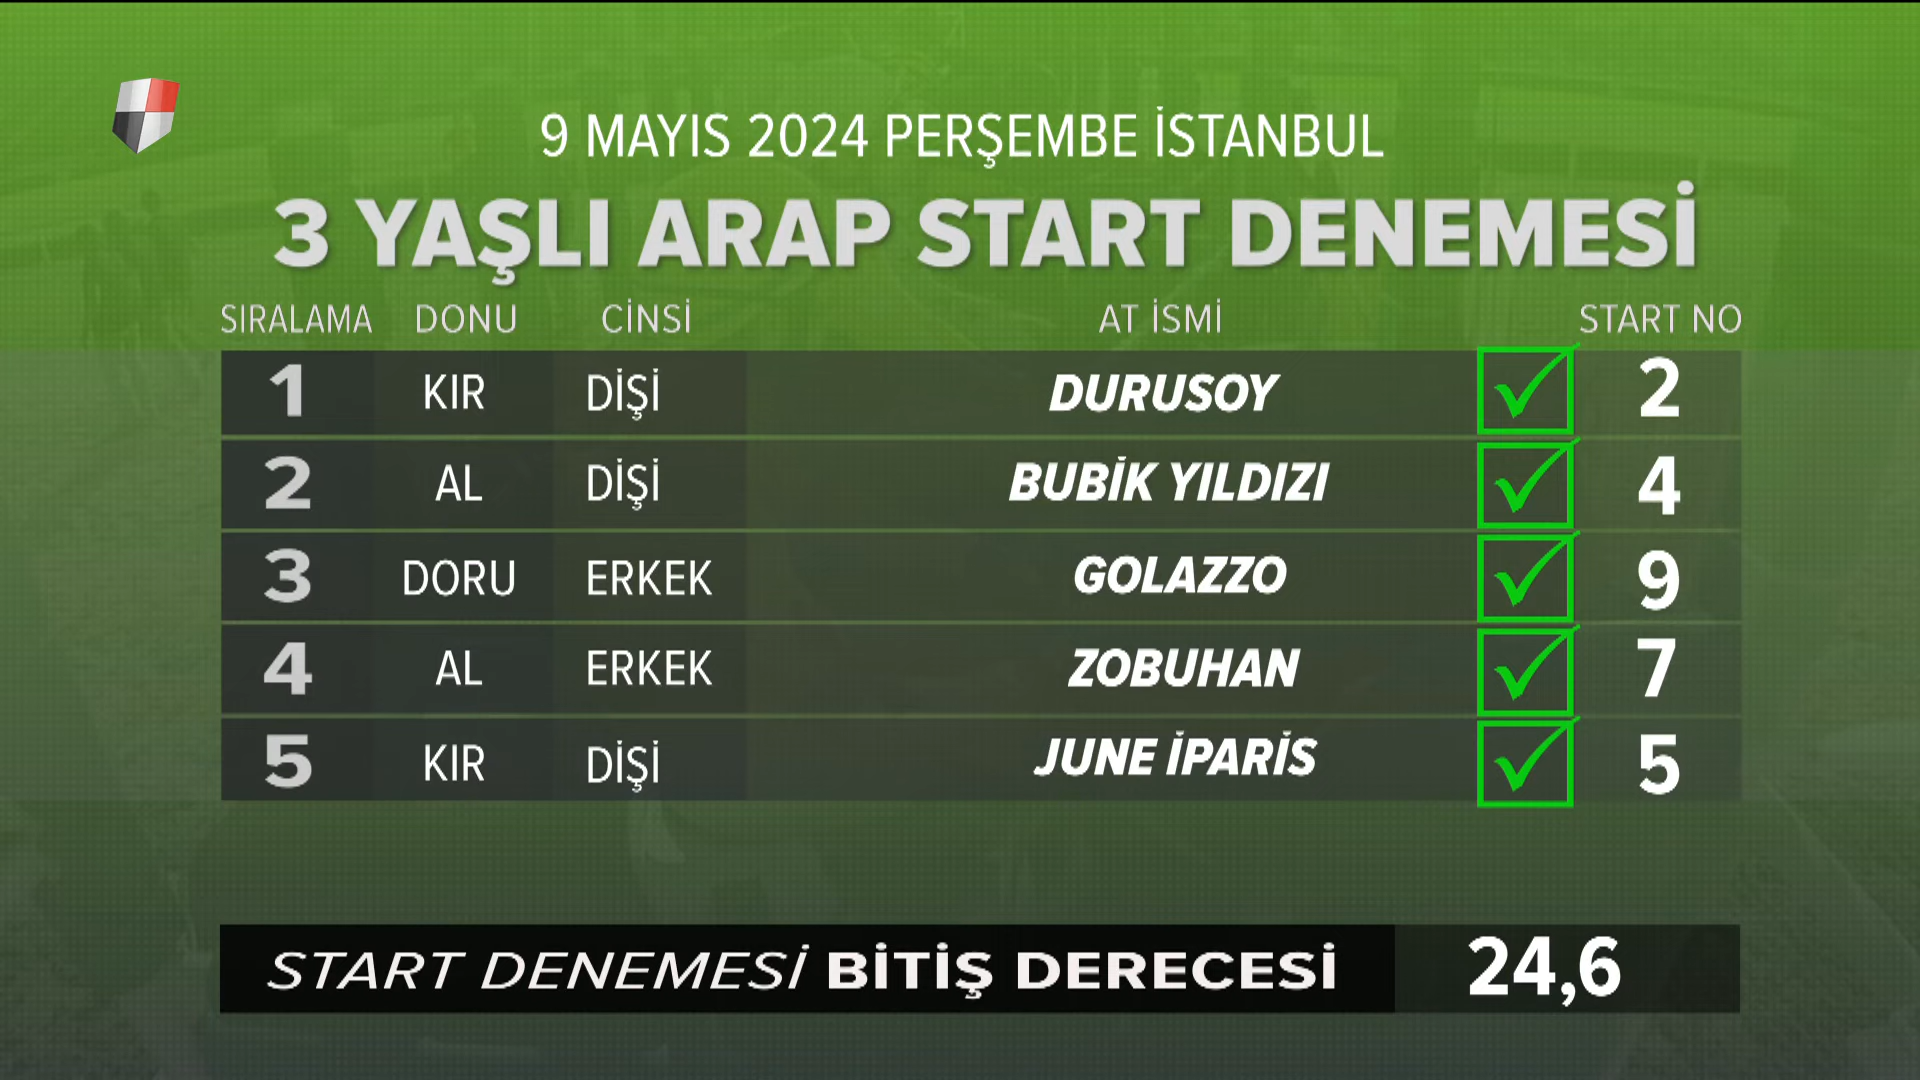 9 MAYIS 2024 PERŞEMBE İSTANBUL
3 YAŞLI ARAP START DENEMESİ
SIRALAMA DONU CİNSİ AT İSMİ START NO
1 KIR DİŞİ DURUSOY 2
2 AL DİŞİ BUBİK YILDIZI 4
3 DORU ERKEK GOLAZZO 9
4 AL ERKEK ZOBUHAN 7
5 KIR DİŞİ JUNE İPARİS 5
START DENEMESİ BİTİŞ DERECESİ 24,6